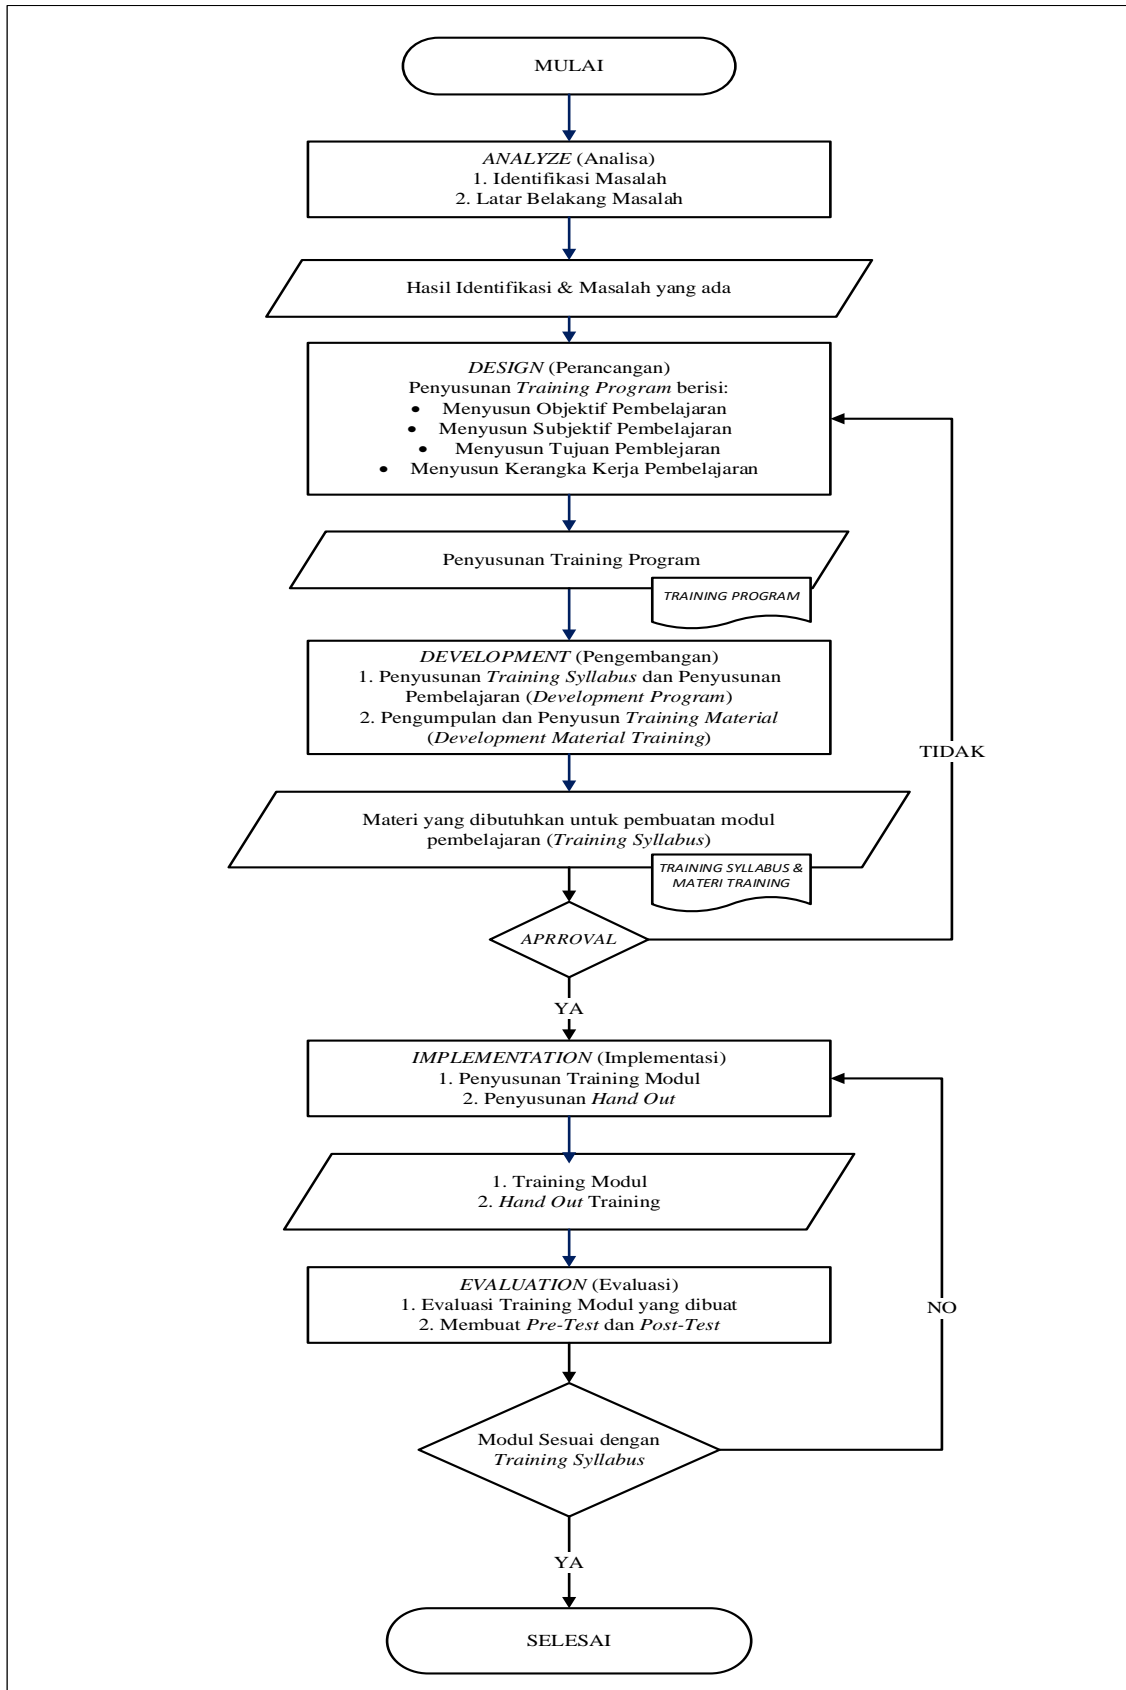 MULAI
ANALYZE (Analisa)
1. Identifikasi Masalah
2. Latar Belakang Masalah
Hasil Identifikasi & Masalah yang ada
DESIGN (Perancangan)
Penyusunan Training Program berisi:
• Menyusun Objektif Pembelajaran
• Menyusun Subjektif Pembelajaran
• Menyusun Tujuan Pemblejaran
• Menyusun Kerangka Kerja Pembelajaran
Penyusunan Training Program
TRAINING PROGRAM
DEVELOPMENT (Pengembangan)
1. Penyusunan Training Syllabus dan Penyusunan
Pembelajaran (Development Program)
2. Pengumpulan dan Penyusun Training Material
(Development Material Training)
TIDAK
Materi yang dibutuhkan untuk pembuatan modul
pembelajaran (Training Syllabus)
TRAINING SYLLABUS &
MATERI TRAINING
APRROVAL
YA
IMPLEMENTATION (Implementasi)
1. Penyusunan Training Modul
2. Penyusunan Hand Out
1. Training Modul
2. Hand Out Training
EVALUATION (Evaluasi)
1. Evaluasi Training Modul yang dibuat
2. Membuat Pre-Test dan Post-Test
NO
Modul Sesuai dengan
Training Syllabus
YA
SELESAI